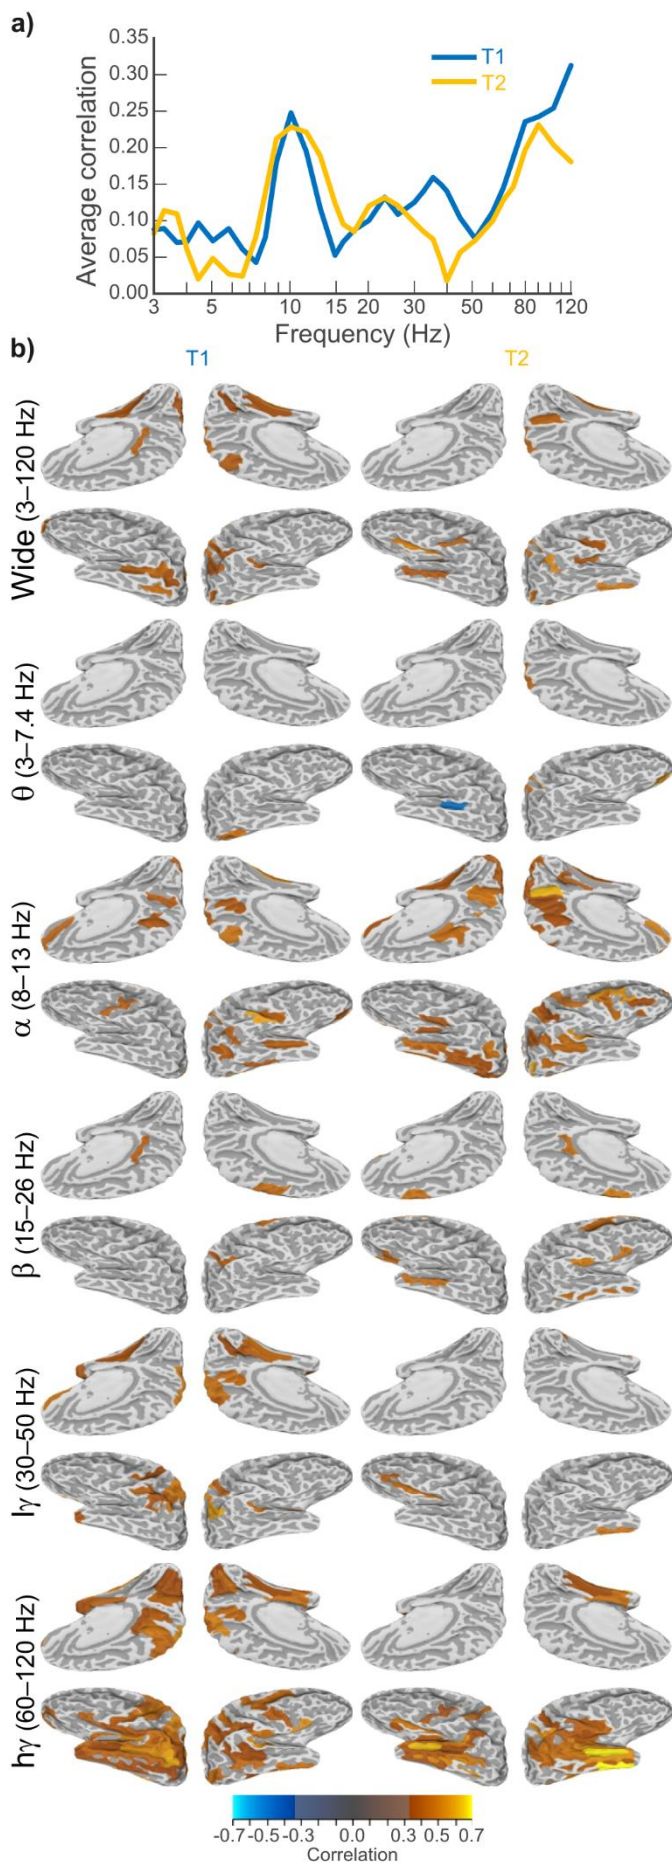 a)
0.35
0.30
0.25
0.20
0.15
0.10
0.05
0.00
Average correlation
T1
T2
3 5 10 15 20 30 50 80 120
Frequency (Hz)
b)
T1 T2
Wide (3–120 Hz)
θ (3–7.4 Hz)
α (8–13 Hz)
β (15–26 Hz)
lγ (30–50 Hz)
hγ (60–120 Hz)
-0.7 -0.5 -0.3 0.0 0.3 0.5 0.7
Correlation